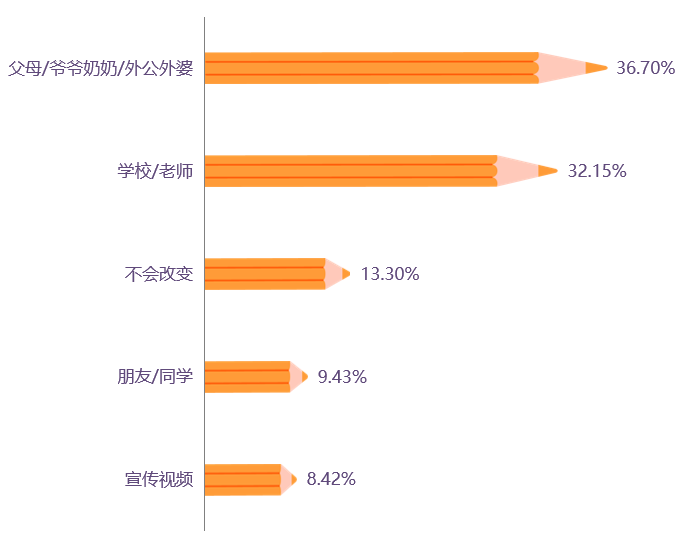 父母/爷爷奶奶/外公外婆 36.70%
学校/老师 32.15%
不会改变 13.30%
朋友/同学 9.43%
宣传视频 8.42%